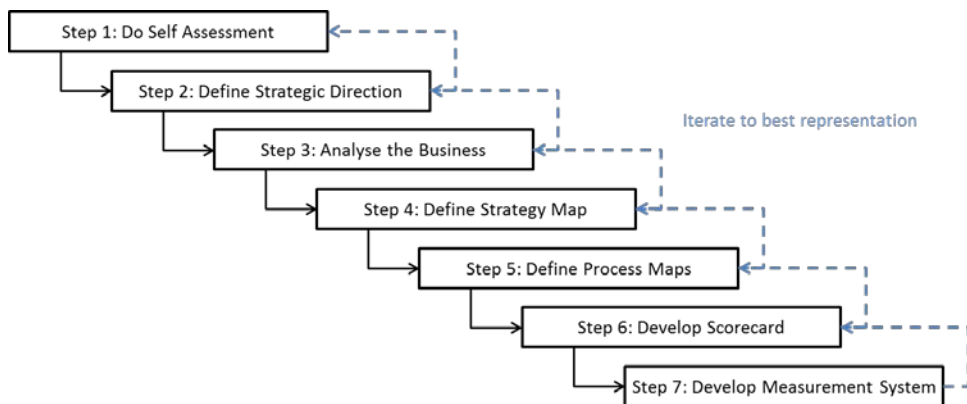 Step 1: Do Self Assessment
Step 2: Define Strategic Direction
Iterate to best representation
Step 3: Analyse the Business
Step 4: Define Strategy Map
Step 5: Define Process Maps
Step 6: Develop Scorecard
Step 7: Develop Measurement System